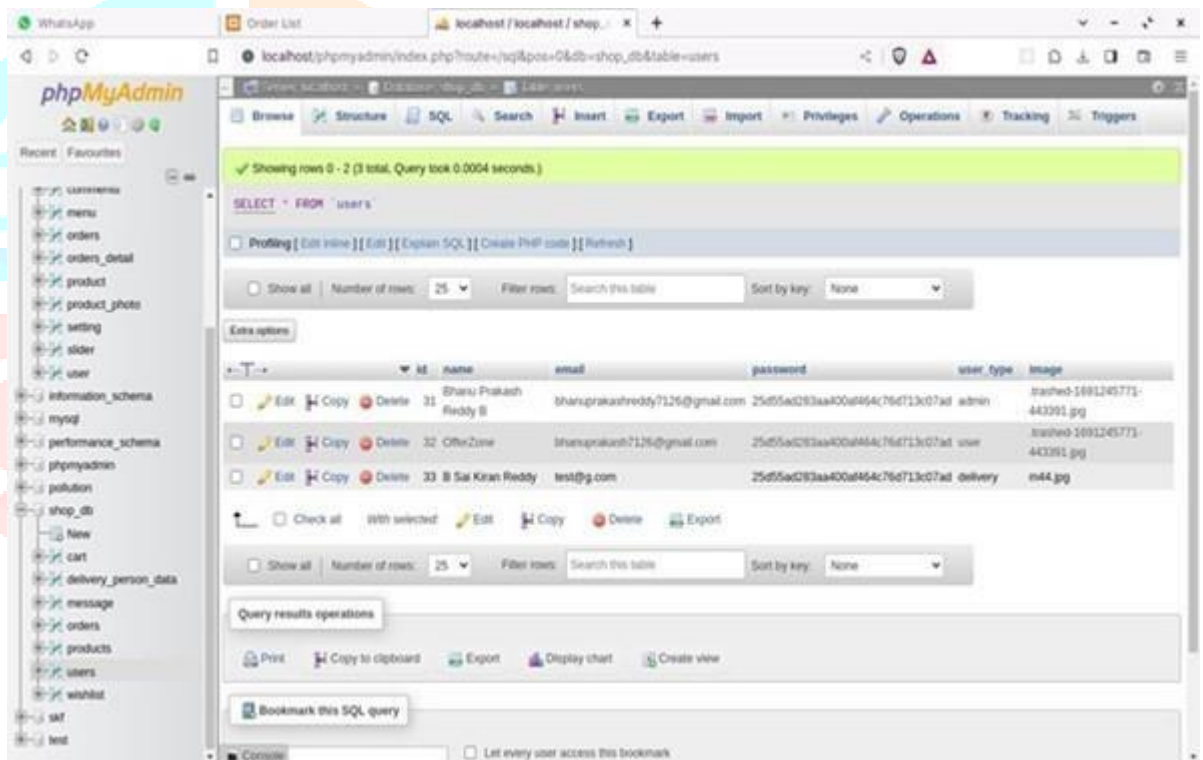 WhatsApp
Order List
localhost / localhost / shop_
localhost/phpmyadmin/index.php?route=/sql&pos=0&db=shop_db&table=users
phpMyAdmin
Recent Favourites
comments
menu
orders
orders_detail
product
product_photo
setting
slider
user
information_schema
mysql
performance_schema
phpmyadmin
pollution
shop_db
New
cart
delivery_person_data
message
orders
products
users
wishlist
skf
test
Browse Structure SQL Search Insert Export Import Privileges Operations Tracking Triggers
Showing rows 0 - 2 (3 total, Query took 0.0004 seconds.)
SELECT * FROM `users`
Profiling [ Edit inline ] [ Edit ] [ Explain SQL ] [ Create PHP code ] [ Refresh ]
Show all Number of rows: 25 Filter rows: Search this table Sort by key: None
Extra options
id name email password user_type image
Edit Copy Delete 31 Bhanu Prakash Reddy B bhanuprakashreddy7126@gmail.com admin
Edit Copy Delete 32 OfferZone bhanuprakash7126@gmail.com user
Edit Copy Delete 33 B Sai Kiran Reddy test@g.com delivery m44.jpg
Check all With selected: Edit Copy Delete Export
Show all Number of rows: 25 Filter rows: Search this table Sort by key: None
Query results operations
Print Copy to clipboard Export Display chart Create view
Bookmark this SQL query
Console
Let every user access this bookmark